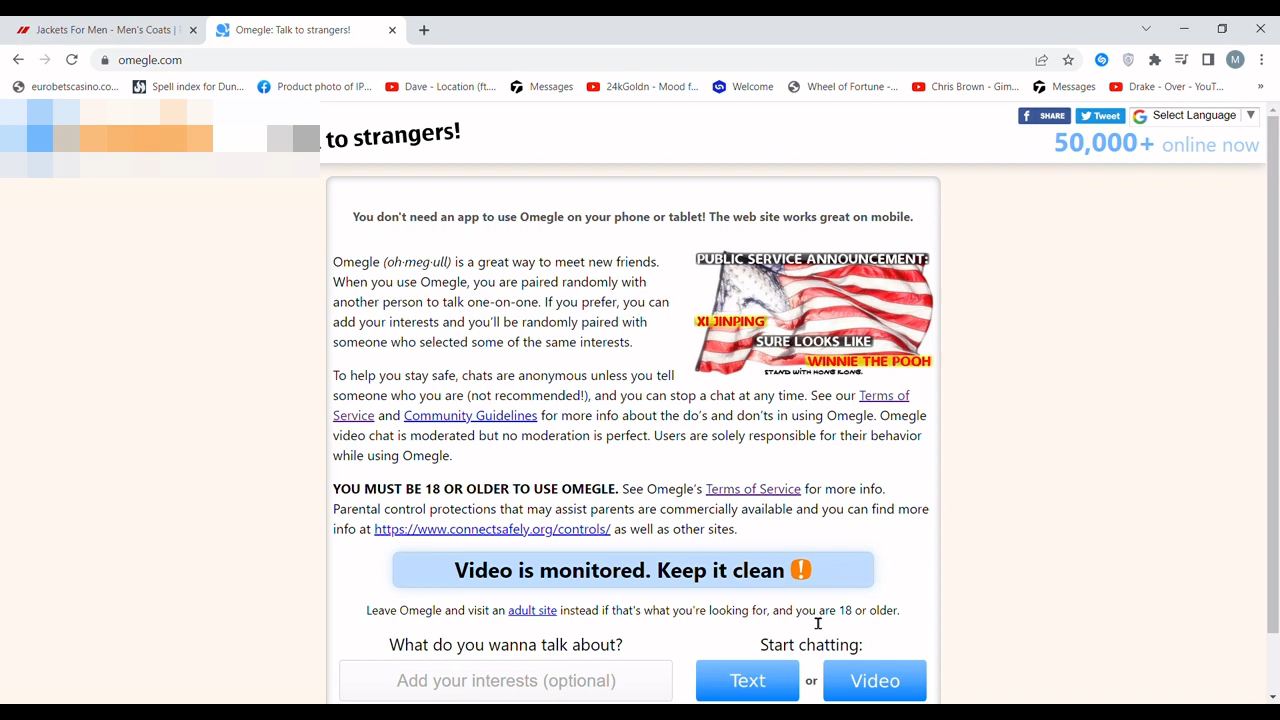 Jackets For Men - Men's Coats |
Omegle: Talk to strangers!
omegle.com
M
eurobetscasino.co...
Spell index for Dun...
Product photo of IP...
Dave - Location (ft....
Messages
24kGoldn - Mood f...
Welcome
Wheel of Fortune -...
Chris Brown - Gim...
Messages
Drake - Over - YouT...
»
to strangers!
f SHARE
Tweet
G Select Language ▼
50,000+ online now
You don't need an app to use Omegle on your phone or tablet! The web site works great on mobile.
Omegle (oh·meg·ull) is a great way to meet new friends.
When you use Omegle, you are paired randomly with
another person to talk one-on-one. If you prefer, you can
add your interests and you'll be randomly paired with
someone who selected some of the same interests.
PUBLIC SERVICE ANNOUNCEMENT:
XI JINPING
SURE LOOKS LIKE
WINNIE THE POOH
STAND WITH HONG KONG.
To help you stay safe, chats are anonymous unless you tell
someone who you are (not recommended!), and you can stop a chat at any time. See our Terms of
Service and Community Guidelines for more info about the do's and don'ts in using Omegle. Omegle
video chat is moderated but no moderation is perfect. Users are solely responsible for their behavior
while using Omegle.
YOU MUST BE 18 OR OLDER TO USE OMEGLE. See Omegle's Terms of Service for more info.
Parental control protections that may assist parents are commercially available and you can find more
info at https://www.connectsafely.org/controls/ as well as other sites.
Video is monitored. Keep it clean !
Leave Omegle and visit an adult site instead if that's what you're looking for, and you are 18 or older.
What do you wanna talk about?
Start chatting:
Add your interests (optional)
Text or Video